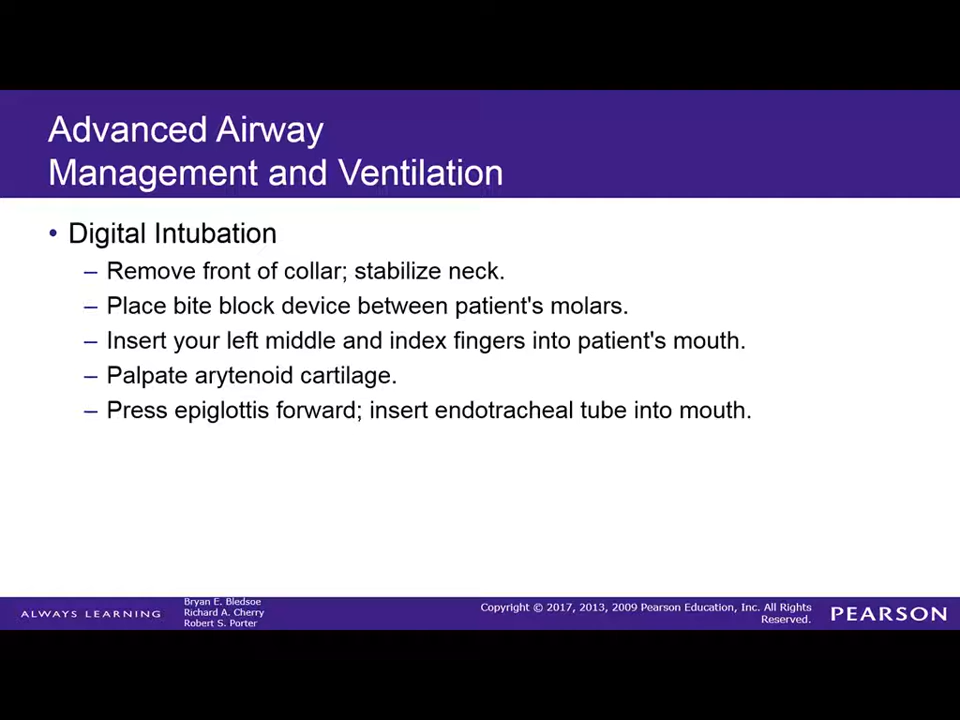 Advanced Airway
Management and Ventilation
• Digital Intubation
– Remove front of collar; stabilize neck.
– Place bite block device between patient's molars.
– Insert your left middle and index fingers into patient's mouth.
– Palpate arytenoid cartilage.
– Press epiglottis forward; insert endotracheal tube into mouth.
ALWAYS LEARNING
Bryan E. Bledsoe
Richard A. Cherry
Robert S. Porter
Copyright © 2017, 2013, 2009 Pearson Education, Inc. All Rights
Reserved.
PEARSON